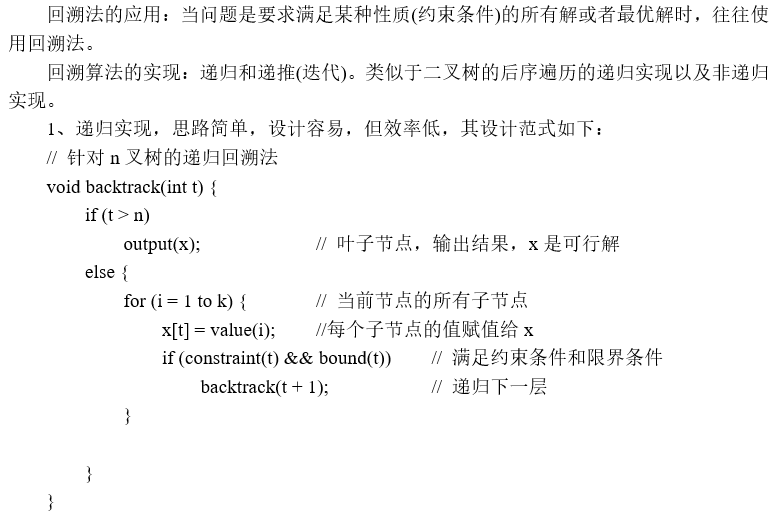 回溯法的应用：当问题是要求满足某种性质(约束条件)的所有解或者最优解时，往往使
用回溯法。
回溯算法的实现：递归和递推(迭代)。类似于二叉树的后序遍历的递归实现以及非递归
实现。
1、递归实现，思路简单，设计容易，但效率低，其设计范式如下：
// 针对 n 叉树的递归回溯法
void backtrack(int t) {
if (t > n)
output(x); // 叶子节点，输出结果，x 是可行解
else {
for (i = 1 to k) { // 当前节点的所有子节点
x[t] = value(i); //每个子节点的值赋值给 x
if (constraint(t) && bound(t)) // 满足约束条件和限界条件
backtrack(t + 1); // 递归下一层
}
}
}